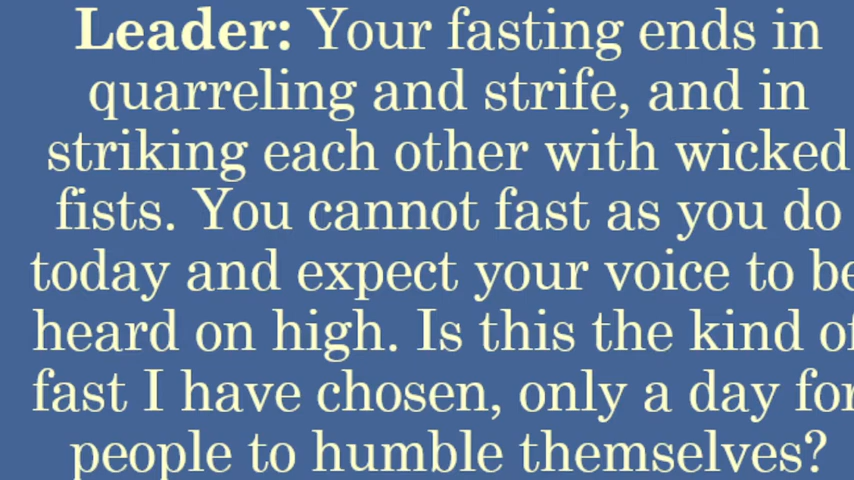 Leader: Your fasting ends in
quarreling and strife, and in
striking each other with wicked
fists. You cannot fast as you do
today and expect your voice to be
heard on high. Is this the kind of
fast I have chosen, only a day for
people to humble themselves?